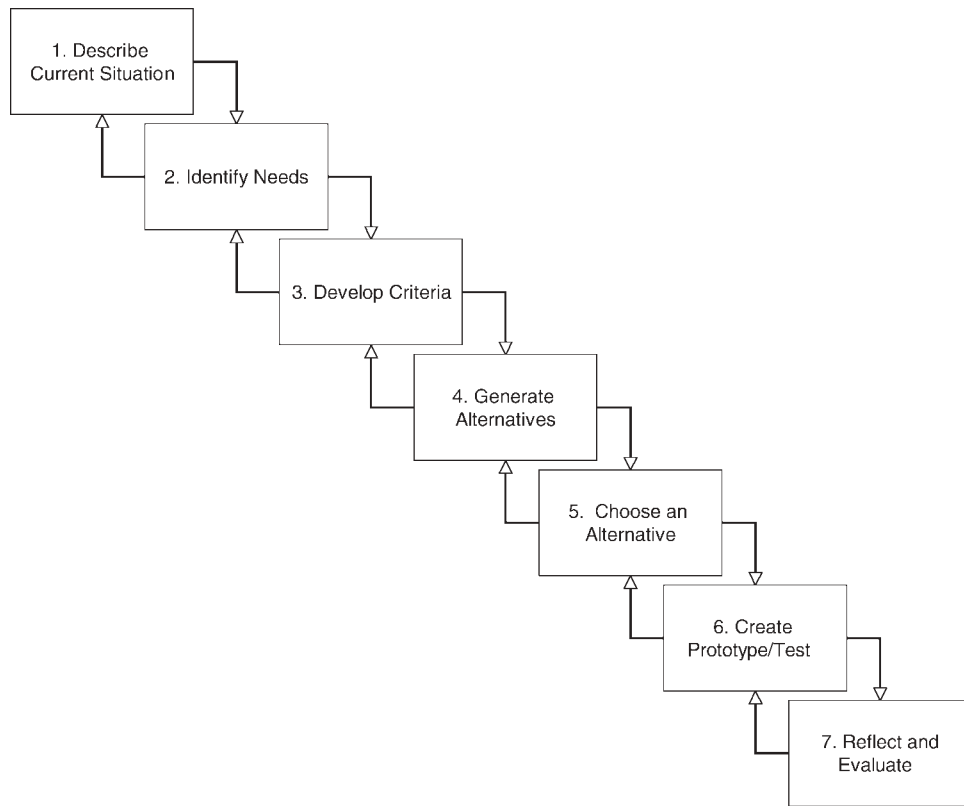 1. Describe
Current Situation
2. Identify Needs
3. Develop Criteria
4. Generate
Alternatives
5. Choose an
Alternative
6. Create
Prototype/Test
7. Reflect and
Evaluate